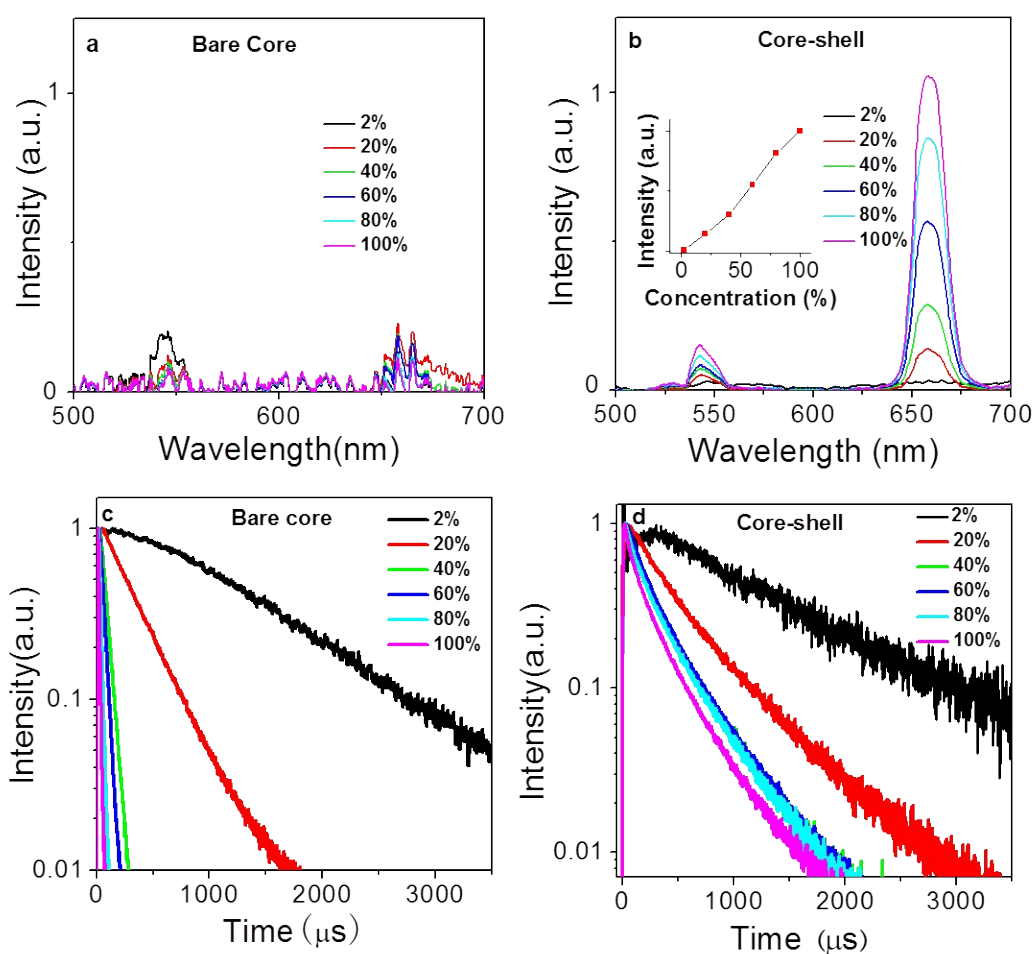 a
Bare Core
Intensity (a.u.)
1
0
2%
20%
40%
60%
80%
100%
500
600
700
Wavelength(nm)
b
Core-shell
Intensity (a.u.)
1
0
2%
20%
40%
60%
80%
100%
Intensity (a.u.)
0
50
100
Concentration (%)
500
550
600
650
700
Wavelength (nm)
c
Bare core
Intensity(a.u.)
1
0.1
0.01
2%
20%
40%
60%
80%
100%
0
1000
2000
3000
Time (μs)
d
Core-shell
Intensity(a.u.)
1
0.1
0.01
2%
20%
40%
60%
80%
100%
0
1000
2000
3000
Time (μs)